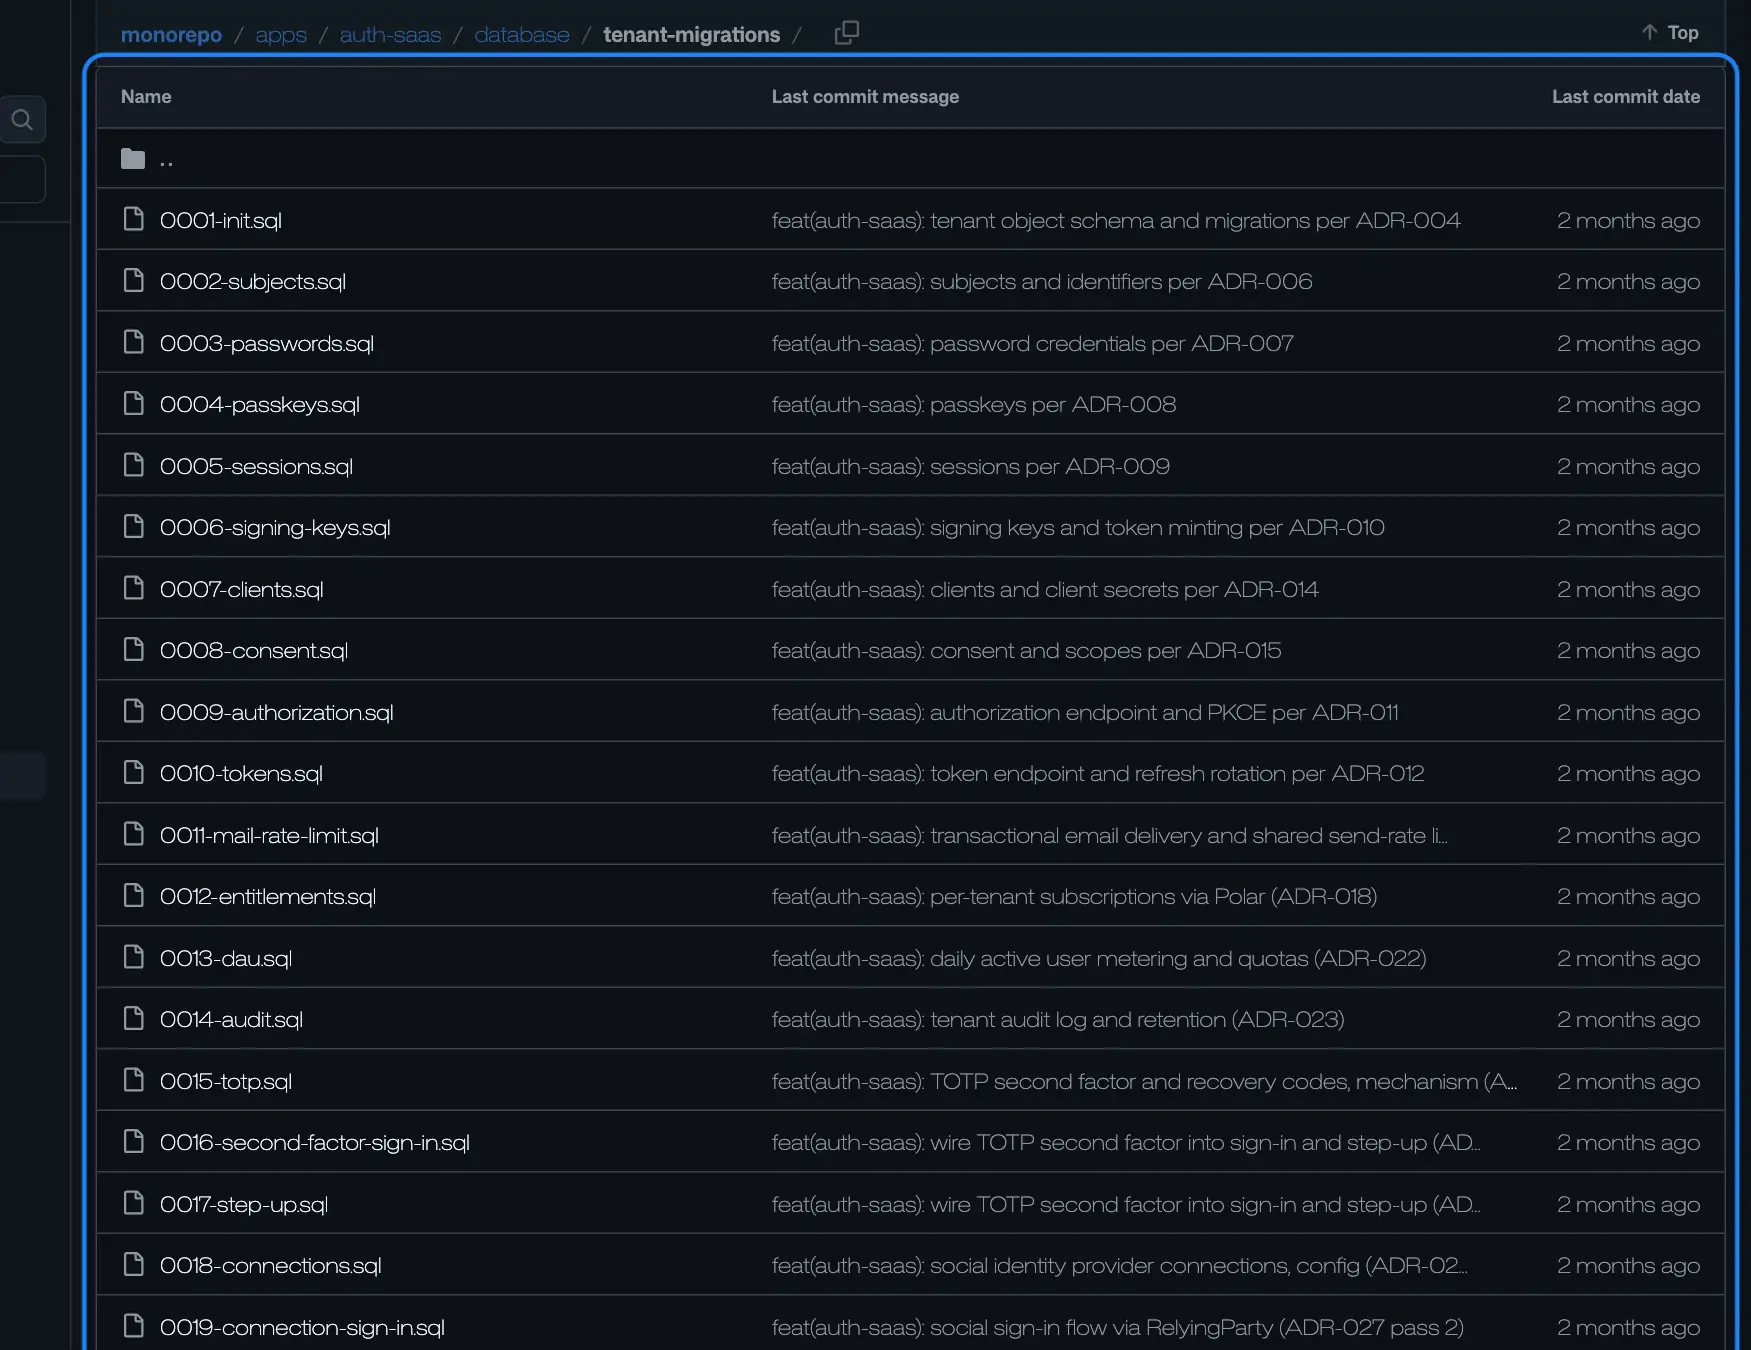 monorepo / apps / auth-saas / database / tenant-migrations /
Top
Name Last commit message Last commit date
..
0001-init.sql feat(auth-saas): tenant object schema and migrations per ADR-004 2 months ago
0002-subjects.sql feat(auth-saas): subjects and identifiers per ADR-006 2 months ago
0003-passwords.sql feat(auth-saas): password credentials per ADR-007 2 months ago
0004-passkeys.sql feat(auth-saas): passkeys per ADR-008 2 months ago
0005-sessions.sql feat(auth-saas): sessions per ADR-009 2 months ago
0006-signing-keys.sql feat(auth-saas): signing keys and token minting per ADR-010 2 months ago
0007-clients.sql feat(auth-saas): clients and client secrets per ADR-014 2 months ago
0008-consent.sql feat(auth-saas): consent and scopes per ADR-015 2 months ago
0009-authorization.sql feat(auth-saas): authorization endpoint and PKCE per ADR-011 2 months ago
0010-tokens.sql feat(auth-saas): token endpoint and refresh rotation per ADR-012 2 months ago
0011-mail-rate-limit.sql feat(auth-saas): transactional email delivery and shared send-rate li... 2 months ago
0012-entitlements.sql feat(auth-saas): per-tenant subscriptions via Polar (ADR-018) 2 months ago
0013-dau.sql feat(auth-saas): daily active user metering and quotas (ADR-022) 2 months ago
0014-audit.sql feat(auth-saas): tenant audit log and retention (ADR-023) 2 months ago
0015-totp.sql feat(auth-saas): TOTP second factor and recovery codes, mechanism (A... 2 months ago
0016-second-factor-sign-in.sql feat(auth-saas): wire TOTP second factor into sign-in and step-up (AD... 2 months ago
0017-step-up.sql feat(auth-saas): wire TOTP second factor into sign-in and step-up (AD... 2 months ago
0018-connections.sql feat(auth-saas): social identity provider connections, config (ADR-02... 2 months ago
0019-connection-sign-in.sql feat(auth-saas): social sign-in flow via RelyingParty (ADR-027 pass 2) 2 months ago